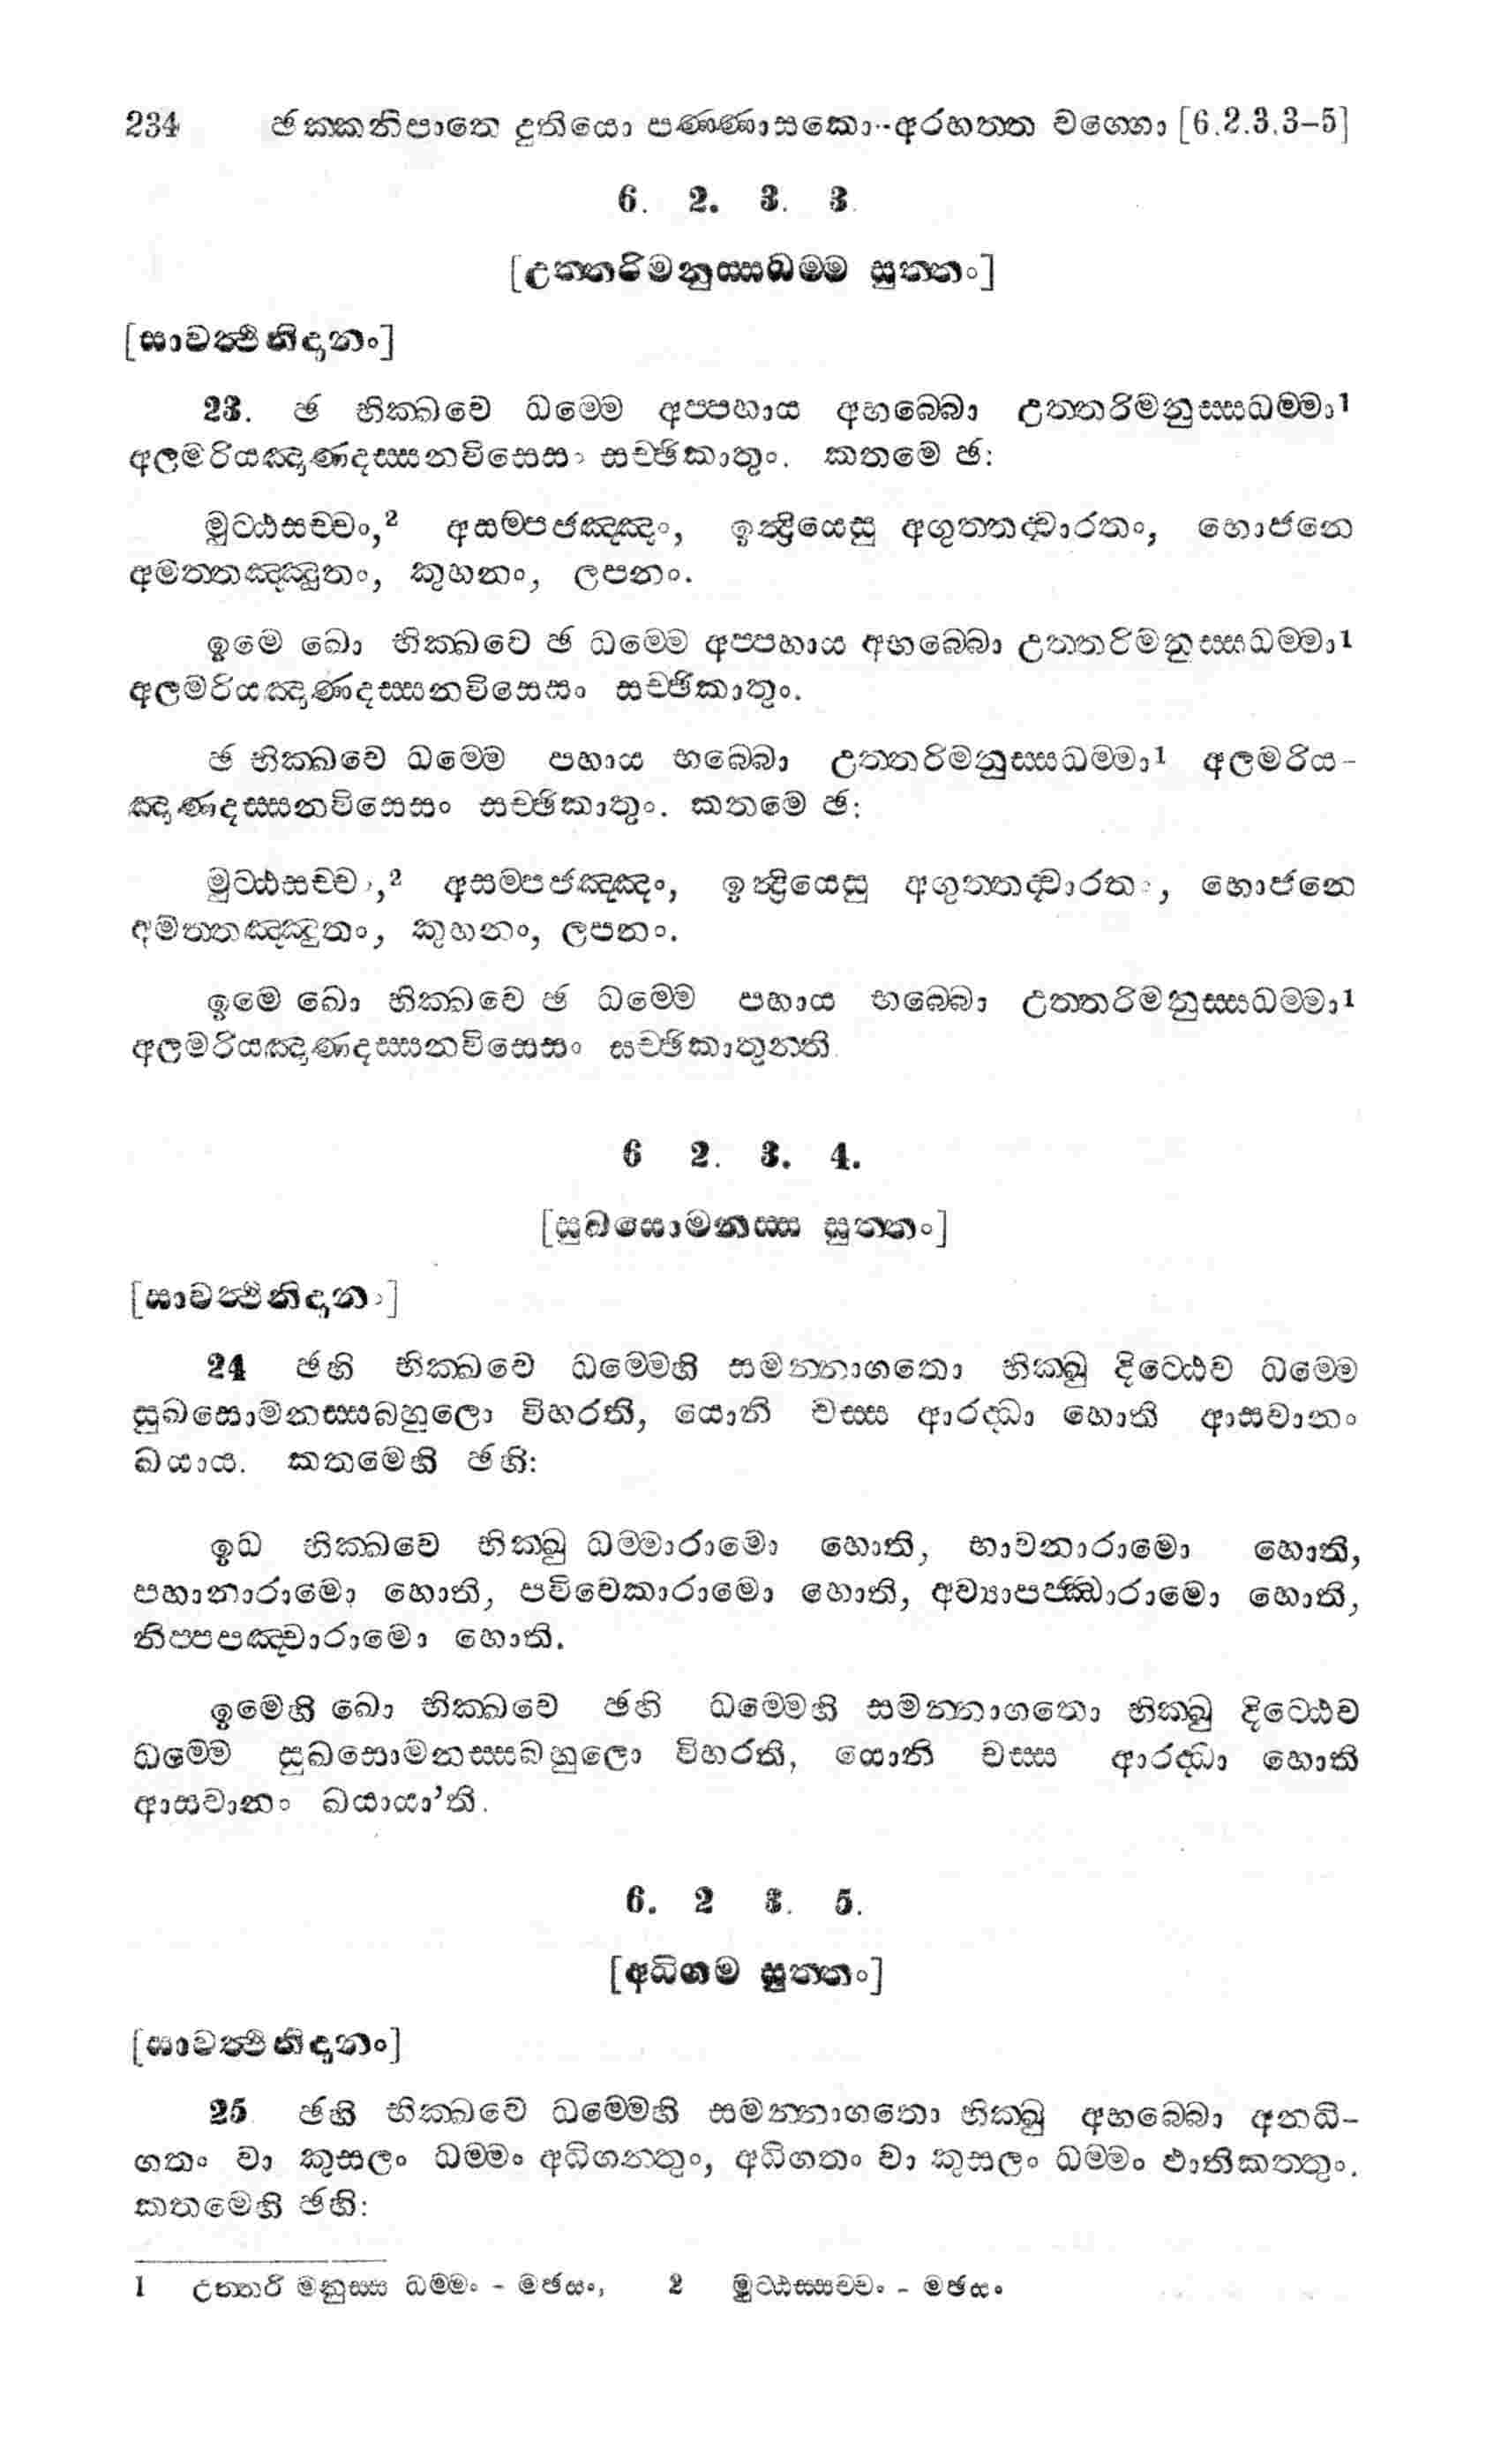 234 ඡක්කනිපාතෙ දුතියො පණ්ණාසකො--අරහත්ත වග්ගො [6.2.3.3–5]
6. 2. 3. 3.
[උත්තරිමනුස්සධම්ම සුත්තං]
[සාවත්ථිනිදානං]
23. ඡ භික්ඛවෙ ධම්මෙ අප්පහාය අභබ්බො උත්තරිමනුස්සධම්මා1
අලමරියඤාණදස්සනවිසෙසං සච්ඡිකාතුං. කතමෙ ඡ:
මුට්ඨසච්චං,2 අසම්පජඤ්ඤං, ඉන්ද්‍රියෙසු අගුත්තද්වාරතං, භොජනෙ
අමත්තඤ්ඤුතං, කුහනං, ලපනං.
ඉමෙ ඛො භික්ඛවෙ ඡ ධම්මෙ අප්පහාය අභබ්බො උත්තරිමනුස්සධම්මා1
අලමරියඤාණදස්සනවිසෙසං සච්ඡිකාතුං.
ඡ භික්ඛවෙ ධම්මෙ පහාය භබ්බො උත්තරිමනුස්සධම්මා1 අලමරිය-
ඤාණදස්සනවිසෙසං සච්ඡිකාතුං. කතමෙ ඡ:
මුට්ඨසච්චං,2 අසම්පජඤ්ඤං, ඉන්ද්‍රියෙසු අගුත්තද්වාරතං, භොජනෙ
අමත්තඤ්ඤුතං, කුහනං, ලපනං.
ඉමෙ ඛො භික්ඛවෙ ඡ ධම්මෙ පහාය භබ්බො උත්තරිමනුස්සධම්මා1
අලමරියඤාණදස්සනවිසෙසං සච්ඡිකාතුන්ති.
6 2. 3. 4.
[සුඛසොමනස්ස සුත්තං]
[සාවත්ථිනිදානං]
24 ඡහි භික්ඛවෙ ධම්මෙහි සමන්නාගතො භික්ඛු දිට්ඨෙව ධම්මෙ
සුඛසොමනස්සබහුලො විහරති, යොනි චස්ස ආරද්ධා හොති ආසවානං
ඛයාය. කතමෙහි ඡහි:
ඉධ භික්ඛවෙ භික්ඛු ධම්මාරාමො හොති, භාවනාරාමො හොති,
පහානාරාමො හොති, පවිවෙකාරාමො හොති, අව්‍යාපජ්ඣාරාමො හොති,
නිප්පපඤ්චාරාමො හොති.
ඉමෙහි ඛො භික්ඛවෙ ඡහි ධම්මෙහි සමන්නාගතො භික්ඛු දිට්ඨෙව
ධම්මෙ සුඛසොමනස්සබහුලො විහරති, යොනි චස්ස ආරද්ධා හොති
ආසවානං ඛයායා’ති.
6. 2 3. 5.
[අධිගම සුත්තං]
[සාවත්ථිනිදානං]
25 ඡහි භික්ඛවෙ ධම්මෙහි සමන්නාගතො භික්ඛු අභබ්බො අනධි-
ගතං වා කුසලං ධම්මං අධිගන්තුං, අධිගතං වා කුසලං ධම්මං ඵාතිකත්තුං.
කතමෙහි ඡහි:
1 උත්තරි මනුස්ස ධම්මං - මඡසං, 2 මුට්ඨස්සච්චං - මඡසං